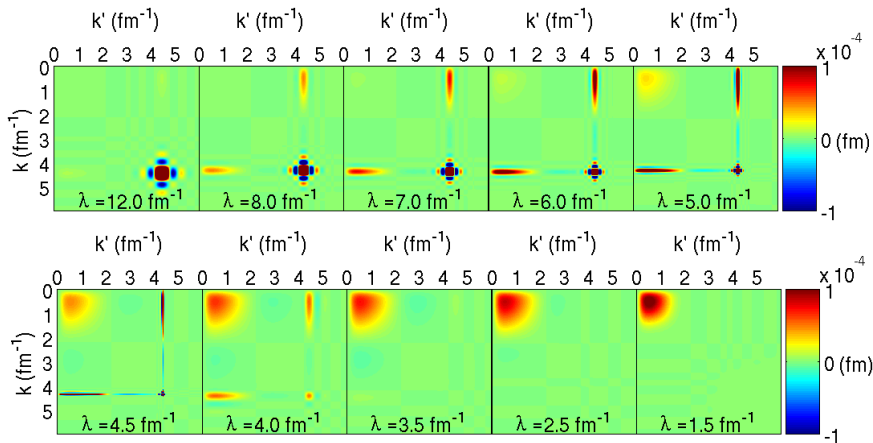 k' (fm⁻¹) k' (fm⁻¹) k' (fm⁻¹) k' (fm⁻¹) k' (fm⁻¹)
0 1 2 3 4 5 0 1 2 3 4 5 0 1 2 3 4 5 0 1 2 3 4 5 0 1 2 3 4 5
x 10⁻⁴
k (fm⁻¹)
0
1
2
3
4
5
λ =12.0 fm⁻¹ λ =8.0 fm⁻¹ λ =7.0 fm⁻¹ λ =6.0 fm⁻¹ λ =5.0 fm⁻¹
1
0 (fm)
-1
k' (fm⁻¹) k' (fm⁻¹) k' (fm⁻¹) k' (fm⁻¹) k' (fm⁻¹)
0 1 2 3 4 5 0 1 2 3 4 5 0 1 2 3 4 5 0 1 2 3 4 5 0 1 2 3 4 5
x 10⁻⁴
k (fm⁻¹)
0
1
2
3
4
5
λ =4.5 fm⁻¹ λ =4.0 fm⁻¹ λ =3.5 fm⁻¹ λ =2.5 fm⁻¹ λ =1.5 fm⁻¹
1
0 (fm)
-1